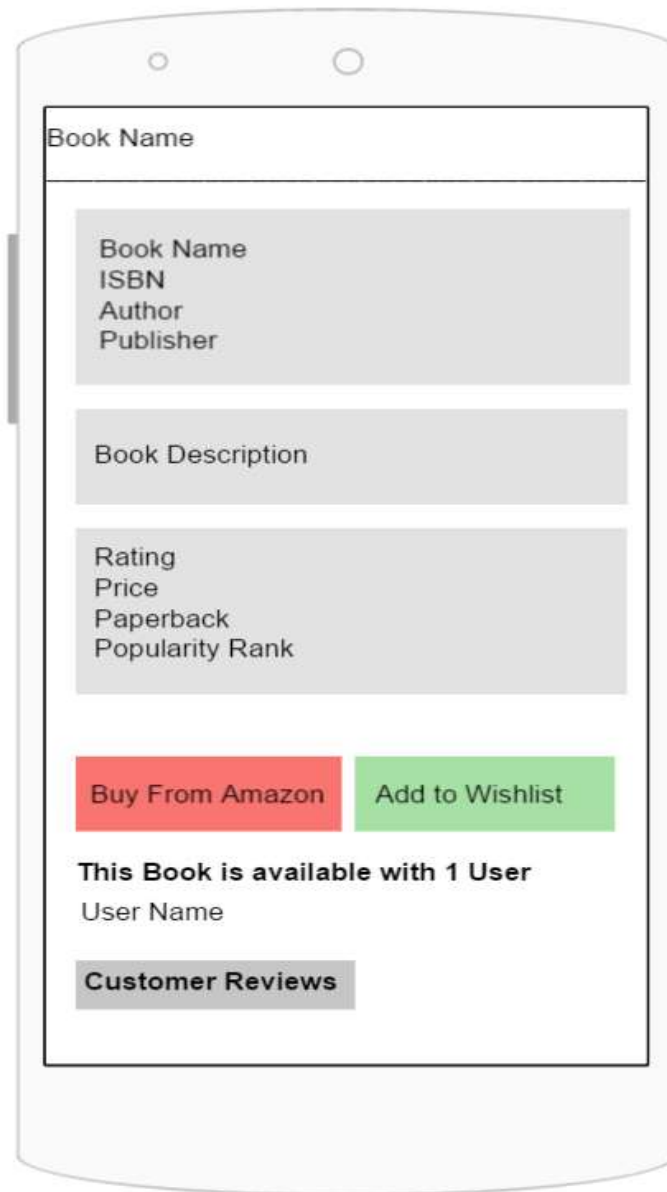 Book Name
Book Name
ISBN
Author
Publisher
Book Description
Rating
Price
Paperback
Popularity Rank
Buy From Amazon
Add to Wishlist
This Book is available with 1 User
User Name
Customer Reviews